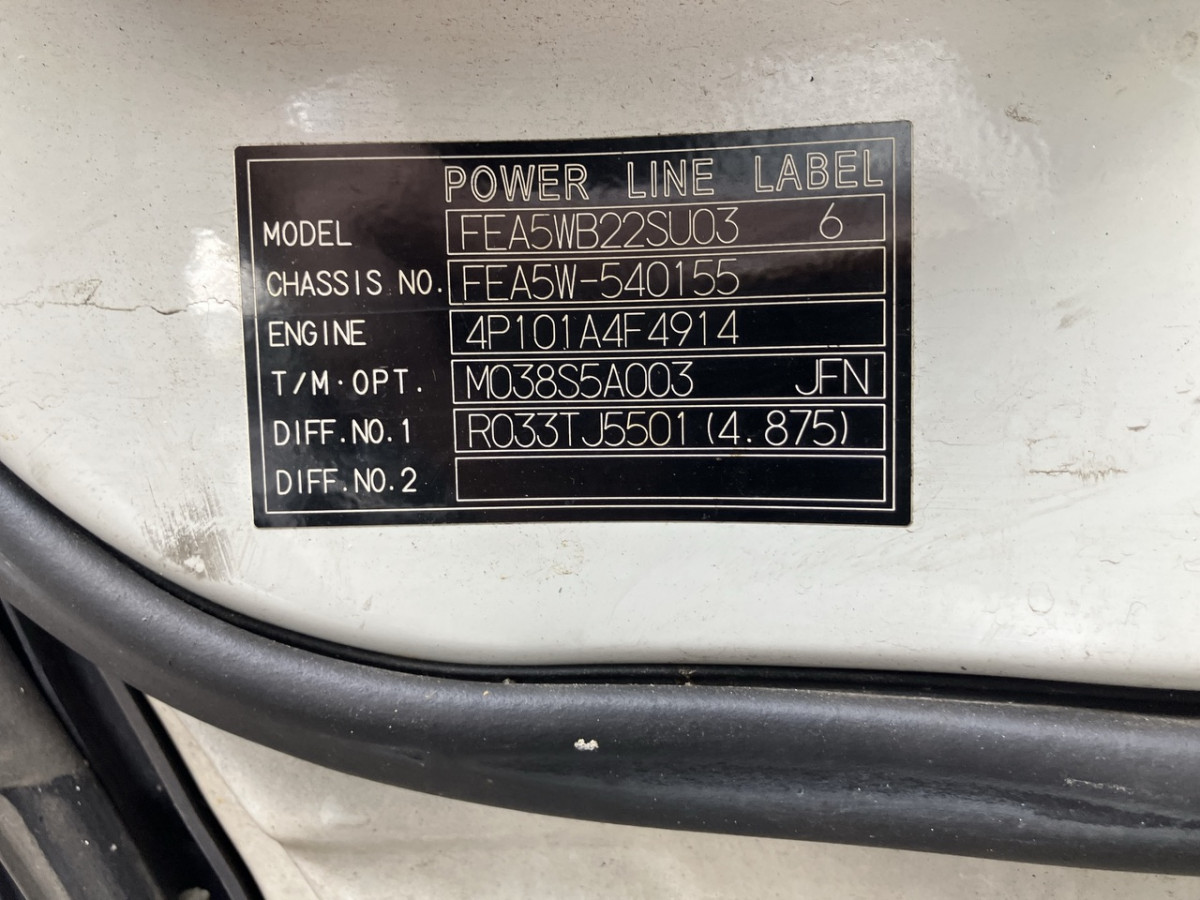 POWER LINE LABEL
MODEL FEA5WB22SU03 6
CHASSIS NO. FEA5W-540155
ENGINE 4P101A4F4914
T/M·OPT. M038S5A003 JFN
DIFF.NO.1 R033TJ5501 (4.875)
DIFF.NO.2